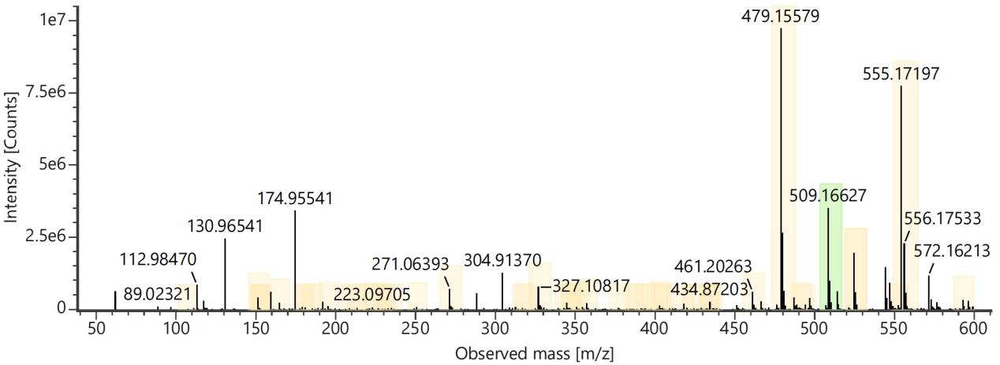 1e7
7.5e6
5e6
2.5e6
0
Intensity [Counts]
479.15579
555.17197
509.16627
174.95541
556.17533
130.96541
572.16213
112.98470
271.06393
304.91370
461.20263
89.02321
223.09705
327.10817
434.87203
50 100 150 200 250 300 350 400 450 500 550 600
Observed mass [m/z]